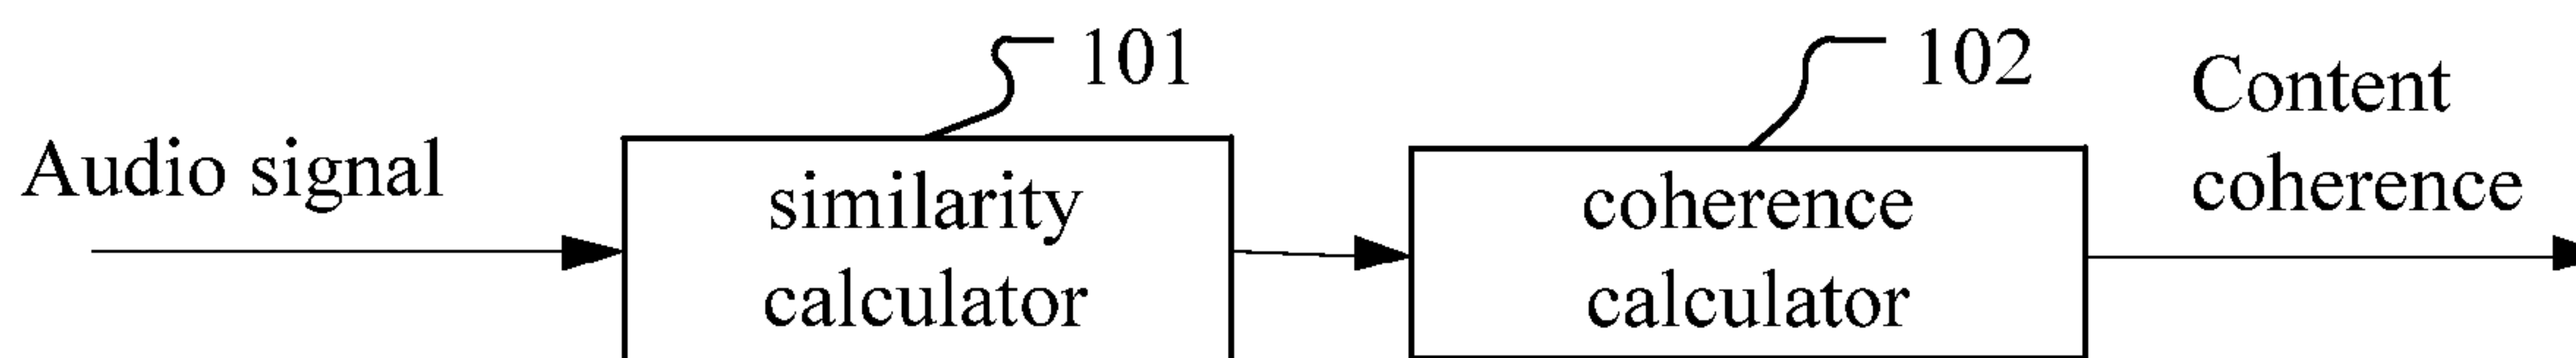 101
102
Audio signal
similarity
calculator
coherence
calculator
Content
coherence